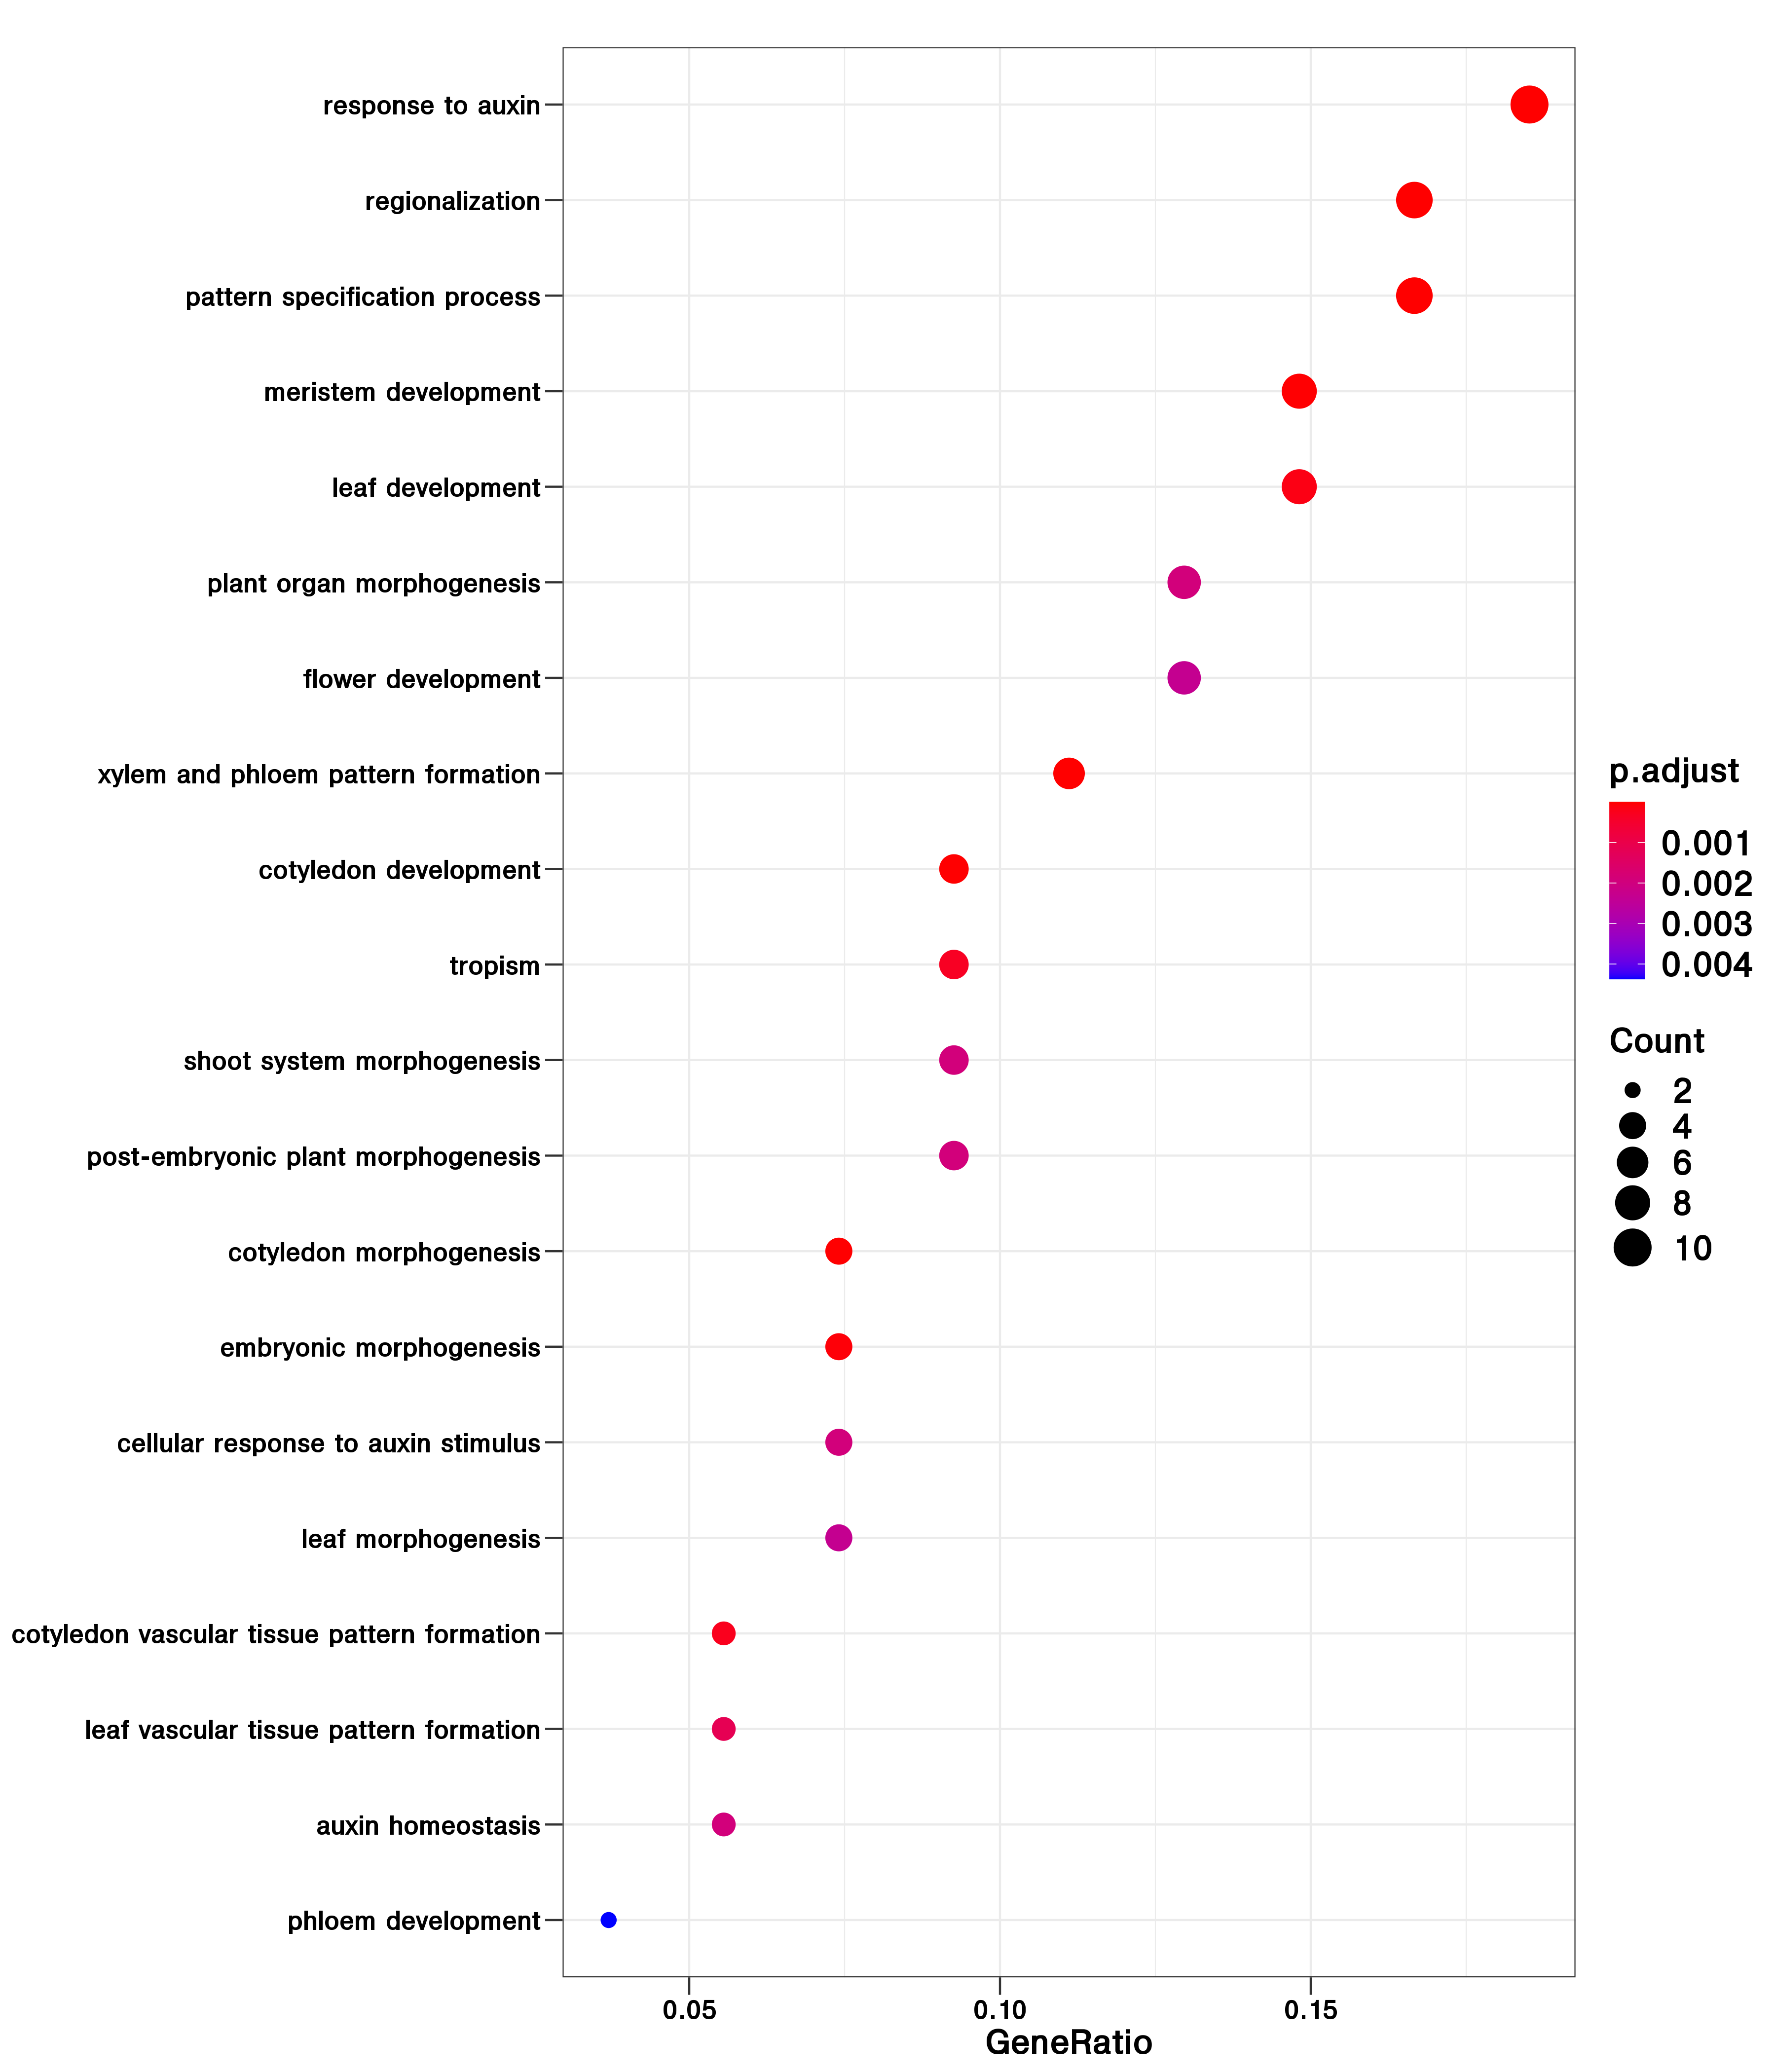 response to auxin
regionalization
pattern specification process
meristem development
leaf development
plant organ morphogenesis
flower development
xylem and phloem pattern formation
cotyledon development
tropism
shoot system morphogenesis
post-embryonic plant morphogenesis
cotyledon morphogenesis
embryonic morphogenesis
cellular response to auxin stimulus
leaf morphogenesis
cotyledon vascular tissue pattern formation
leaf vascular tissue pattern formation
auxin homeostasis
phloem development
0.05 0.10 0.15
GeneRatio
p.adjust
0.001
0.002
0.003
0.004
Count
2
4
6
8
10